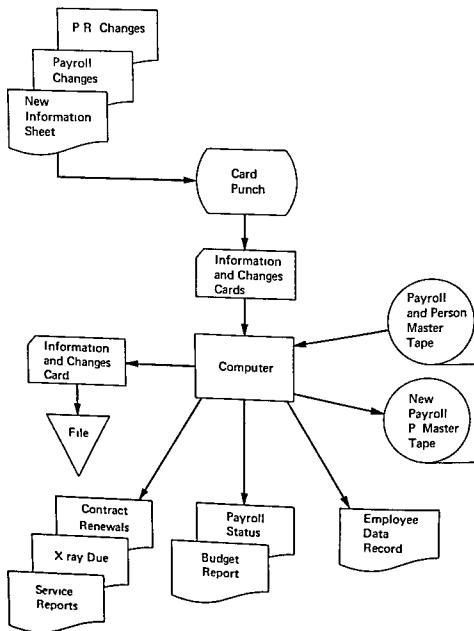 P R Changes
Payroll
Changes
New
Information
Sheet
Card
Punch
Information
and Changes
Cards
Payroll
and Person
Master
Tape
Information
and Changes
Card
Computer
New
Payroll
P Master
Tape
File
Contract
Renewals
X ray Due
Service
Reports
Payroll
Status
Budget
Report
Employee
Data
Record